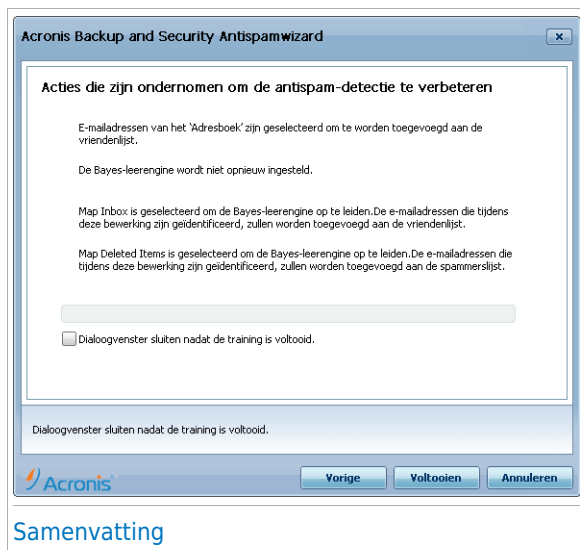 Acronis Backup and Security Antispamwizard
Acties die zijn ondernomen om de antispam-detectie te verbeteren
E-mailadressen van het 'Adresboek' zijn geselecteerd om te worden toegevoegd aan de
vriendenlijst.
De Bayes-leerengine wordt niet opnieuw ingesteld.
Map Inbox is geselecteerd om de Bayes-leerengine op te leiden.De e-mailadressen die tijdens
deze bewerking zijn geïdentificeerd, zullen worden toegevoegd aan de vriendenlijst.
Map Deleted Items is geselecteerd om de Bayes-leerengine op te leiden.De e-mailadressen die
tijdens deze bewerking zijn geïdentificeerd, zullen worden toegevoegd aan de spammerslijst.
Dialoogvenster sluiten nadat de training is voltooid.
Dialoogvenster sluiten nadat de training is voltooid.
Acronis
Vorige
Voltooien
Annuleren
Samenvatting